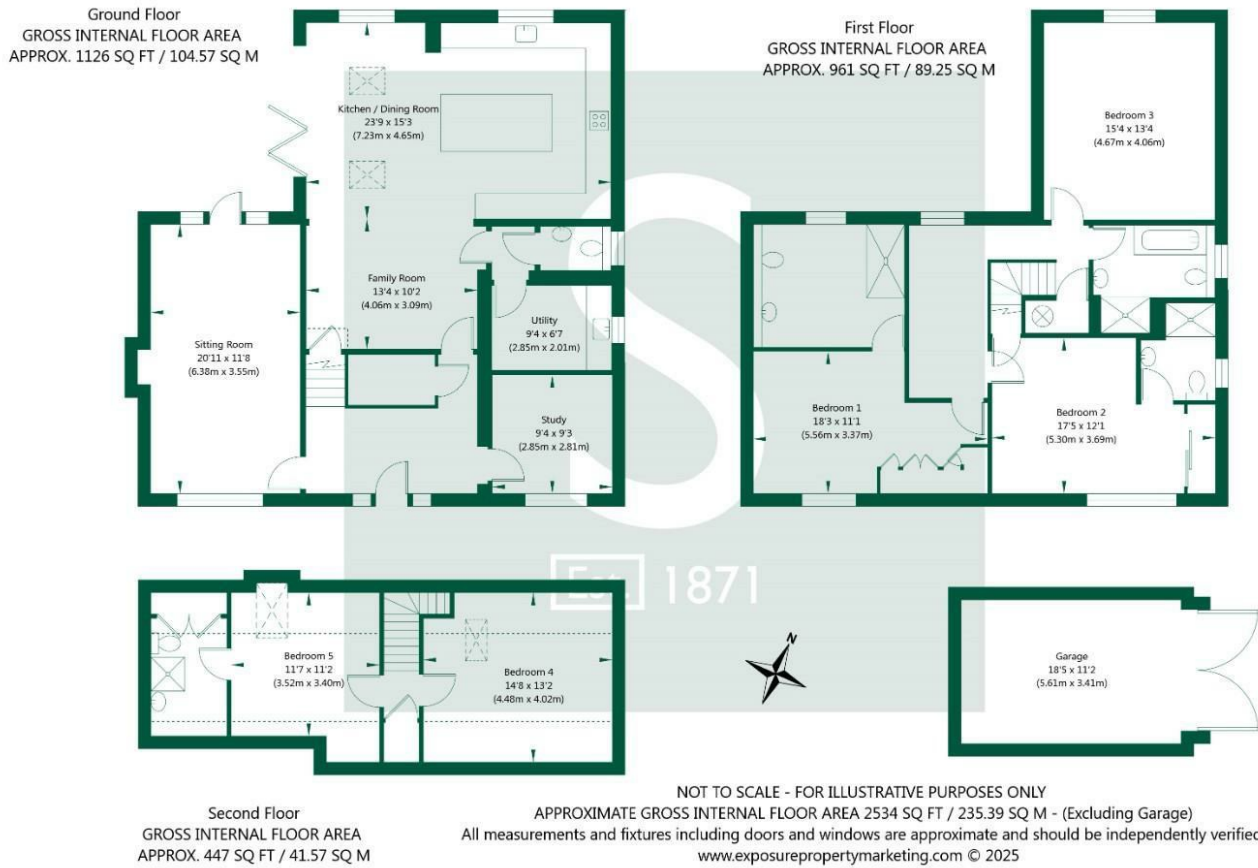 Ground Floor
GROSS INTERNAL FLOOR AREA
APPROX. 1126 SQ FT / 104.57 SQ M
Kitchen / Dining Room
23'9 x 15'3
(7.23m x 4.65m)
Family Room
13'4 x 10'2
(4.06m x 3.09m)
Sitting Room
20'11 x 11'8
(6.38m x 3.55m)
Utility
9'4 x 6'7
(2.85m x 2.01m)
Study
9'4 x 9'3
(2.85m x 2.81m)
First Floor
GROSS INTERNAL FLOOR AREA
APPROX. 961 SQ FT / 89.25 SQ M
Bedroom 3
15'4 x 13'4
(4.67m x 4.06m)
Bedroom 1
18'3 x 11'1
(5.56m x 3.37m)
Bedroom 2
17'5 x 12'1
(5.30m x 3.69m)
S
Est. 1871
Bedroom 5
11'7 x 11'2
(3.52m x 3.40m)
Bedroom 4
14'8 x 13'2
(4.48m x 4.02m)
N
Garage
18'5 x 11'2
(5.61m x 3.41m)
Second Floor
GROSS INTERNAL FLOOR AREA
APPROX. 447 SQ FT / 41.57 SQ M
NOT TO SCALE - FOR ILLUSTRATIVE PURPOSES ONLY
APPROXIMATE GROSS INTERNAL FLOOR AREA 2534 SQ FT / 235.39 SQ M - (Excluding Garage)
All measurements and fixtures including doors and windows are approximate and should be independently verified
www.exposurepropertymarketing.com © 2025